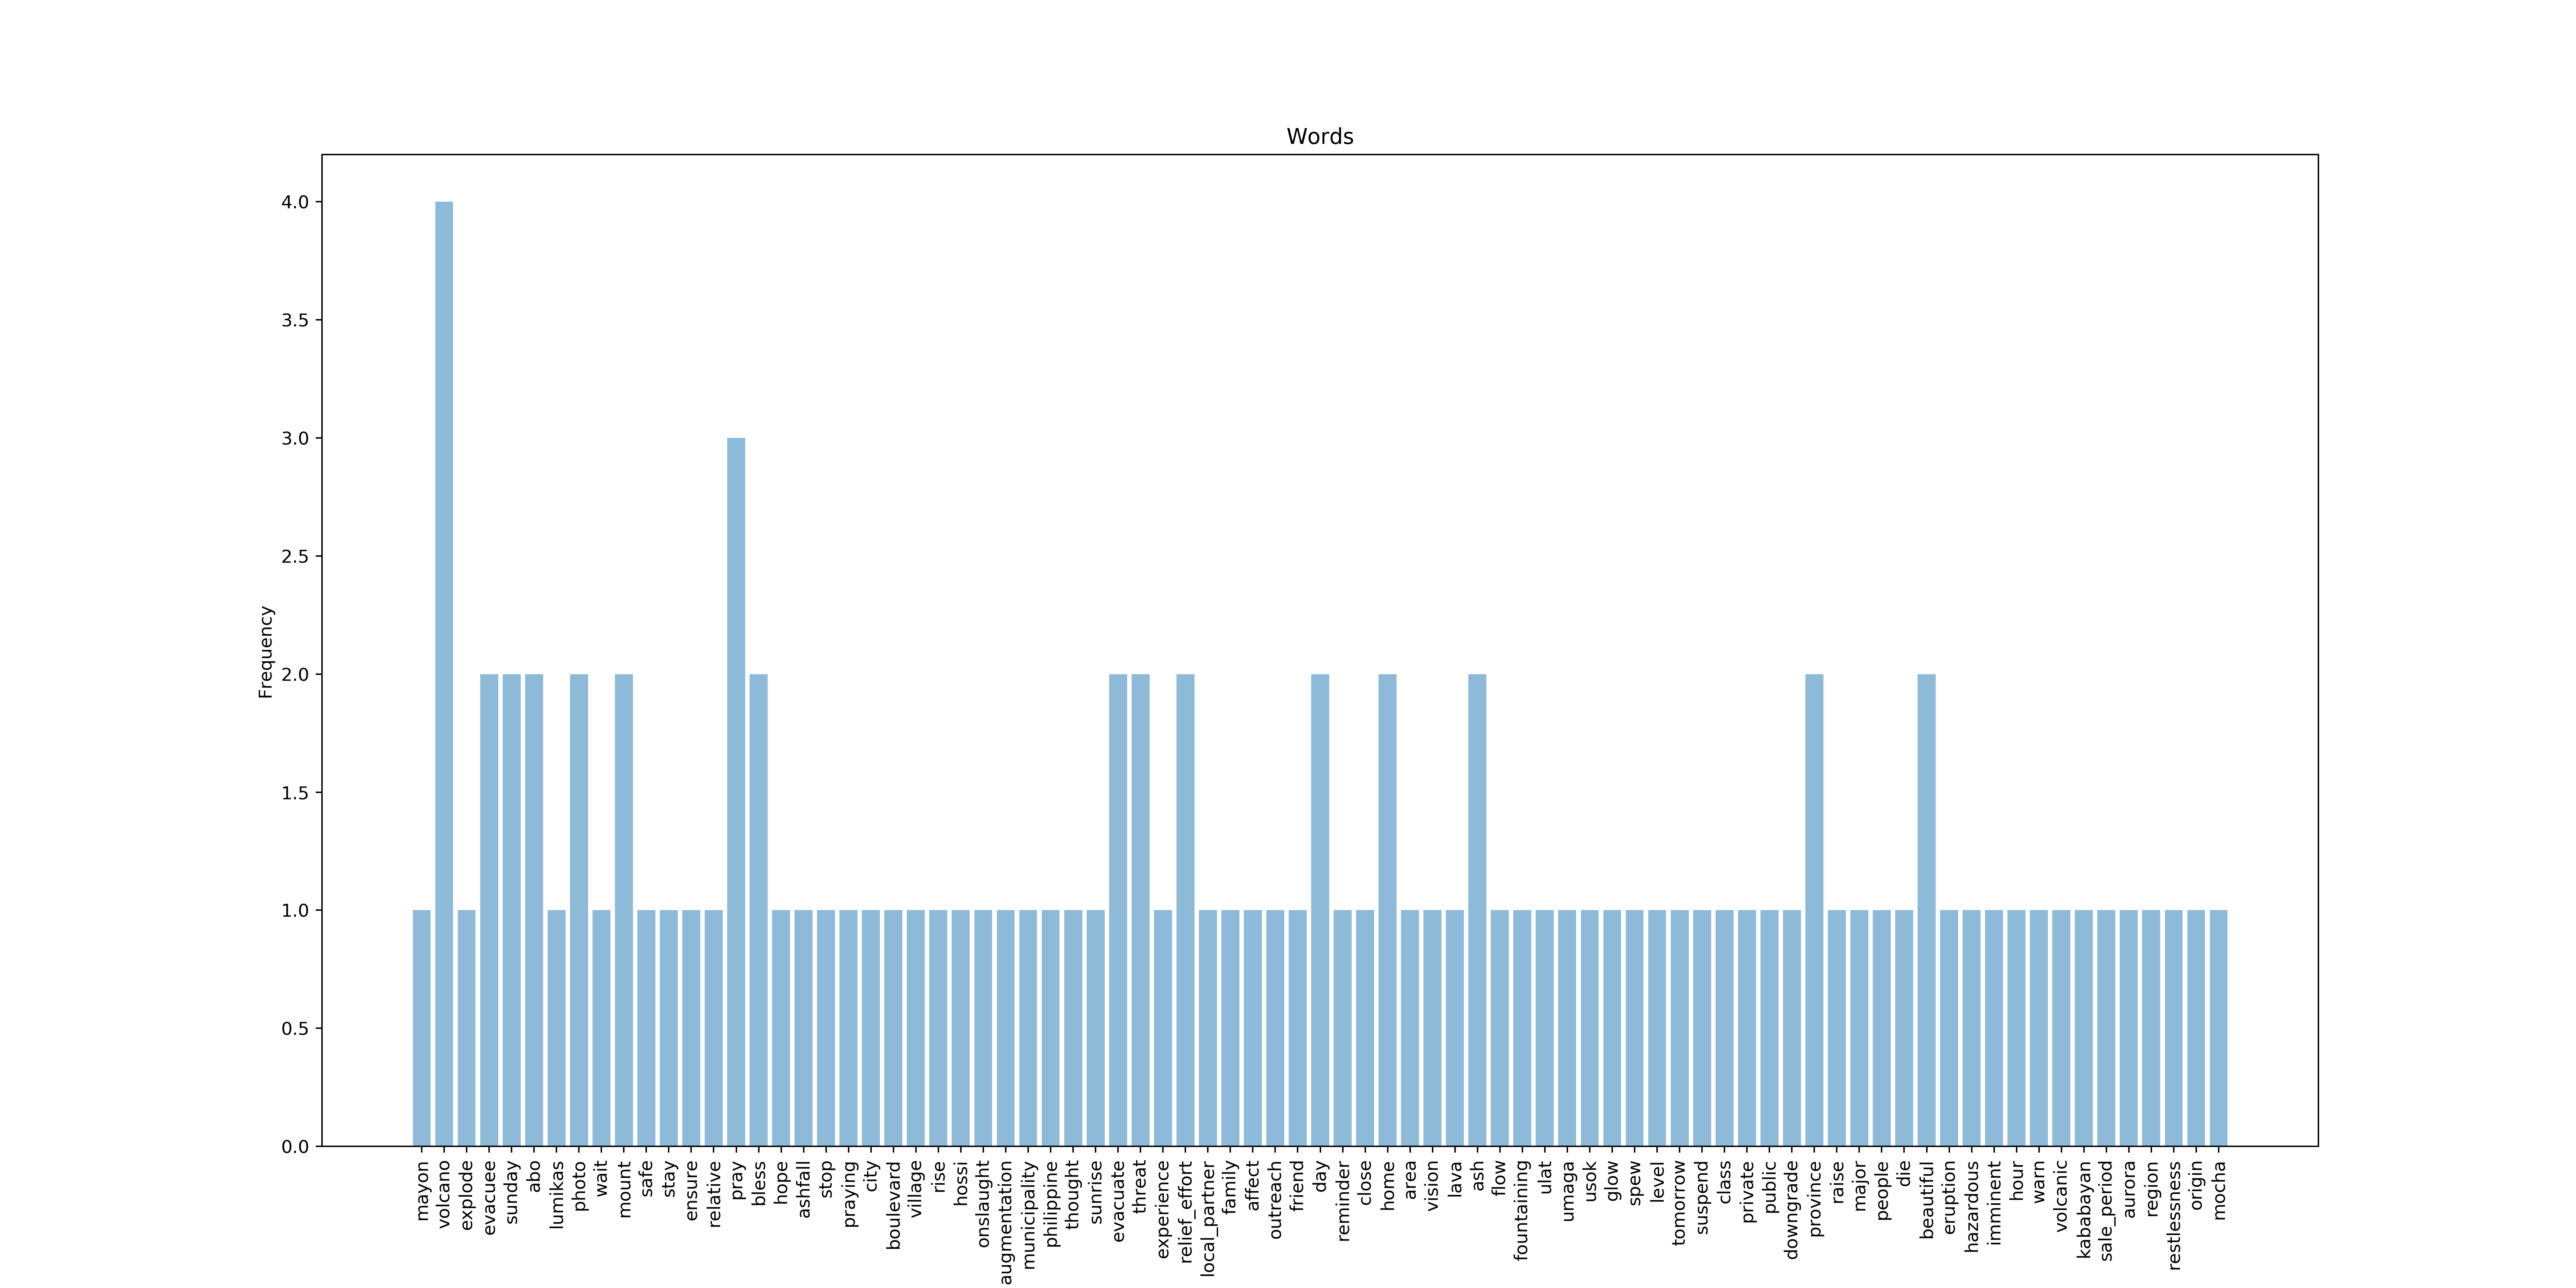 Words
Frequency
4.0
3.5
3.0
2.5
2.0
1.5
1.0
0.5
0.0
mayon
volcano
explode
evacuee
sunday
abo
lumikas
photo
wait
mount
safe
stay
ensure
relative
pray
bless
hope
ashfall
stop
praying
city
boulevard
village
rise
hossi
onslaught
augmentation
municipality
philippine
thought
sunrise
evacuate
threat
experience
relief_effort
local_partner
family
affect
outreach
friend
day
reminder
close
home
area
vision
lava
ash
flow
fountaining
ulat
umaga
usok
glow
spew
level
tomorrow
suspend
class
private
public
downgrade
province
raise
major
people
die
beautiful
eruption
hazardous
imminent
hour
warn
volcanic
kababayan
sale_period
aurora
region
restlessness
origin
mocha